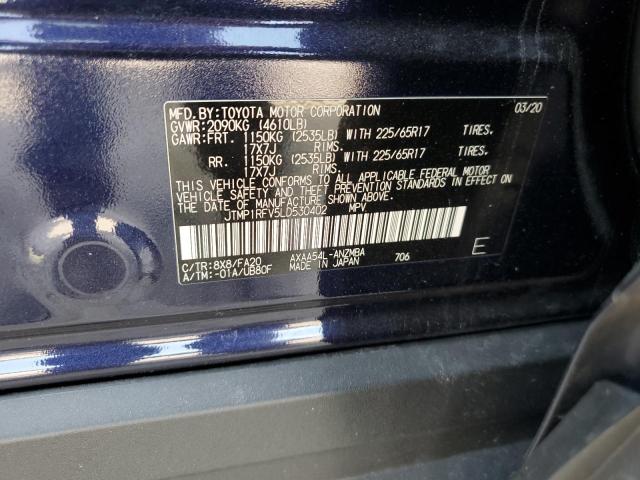 MFD. BY: TOYOTA MOTOR CORPORATION 03/20
GVWR: 2090KG (4610LB)
GAWR: FRT. 1150KG (2535LB) WITH 225/65R17 TIRES.
17X7J RIMS.
RR. 1150KG (2535LB) WITH 225/65R17 TIRES.
17X7J RIMS.
THIS VEHICLE CONFORMS TO ALL APPLICABLE FEDERAL MOTOR
VEHICLE SAFETY AND THEFT PREVENTION STANDARDS IN EFFECT
ON THE DATE OF MANUFACTURE SHOWN ABOVE.
JTMP1RFV5LD530402 MPV
C/TR: 8X8/FA20 AXAA54L-ANZMBA 706 E
A/TM: -01A/UB80F MADE IN JAPAN